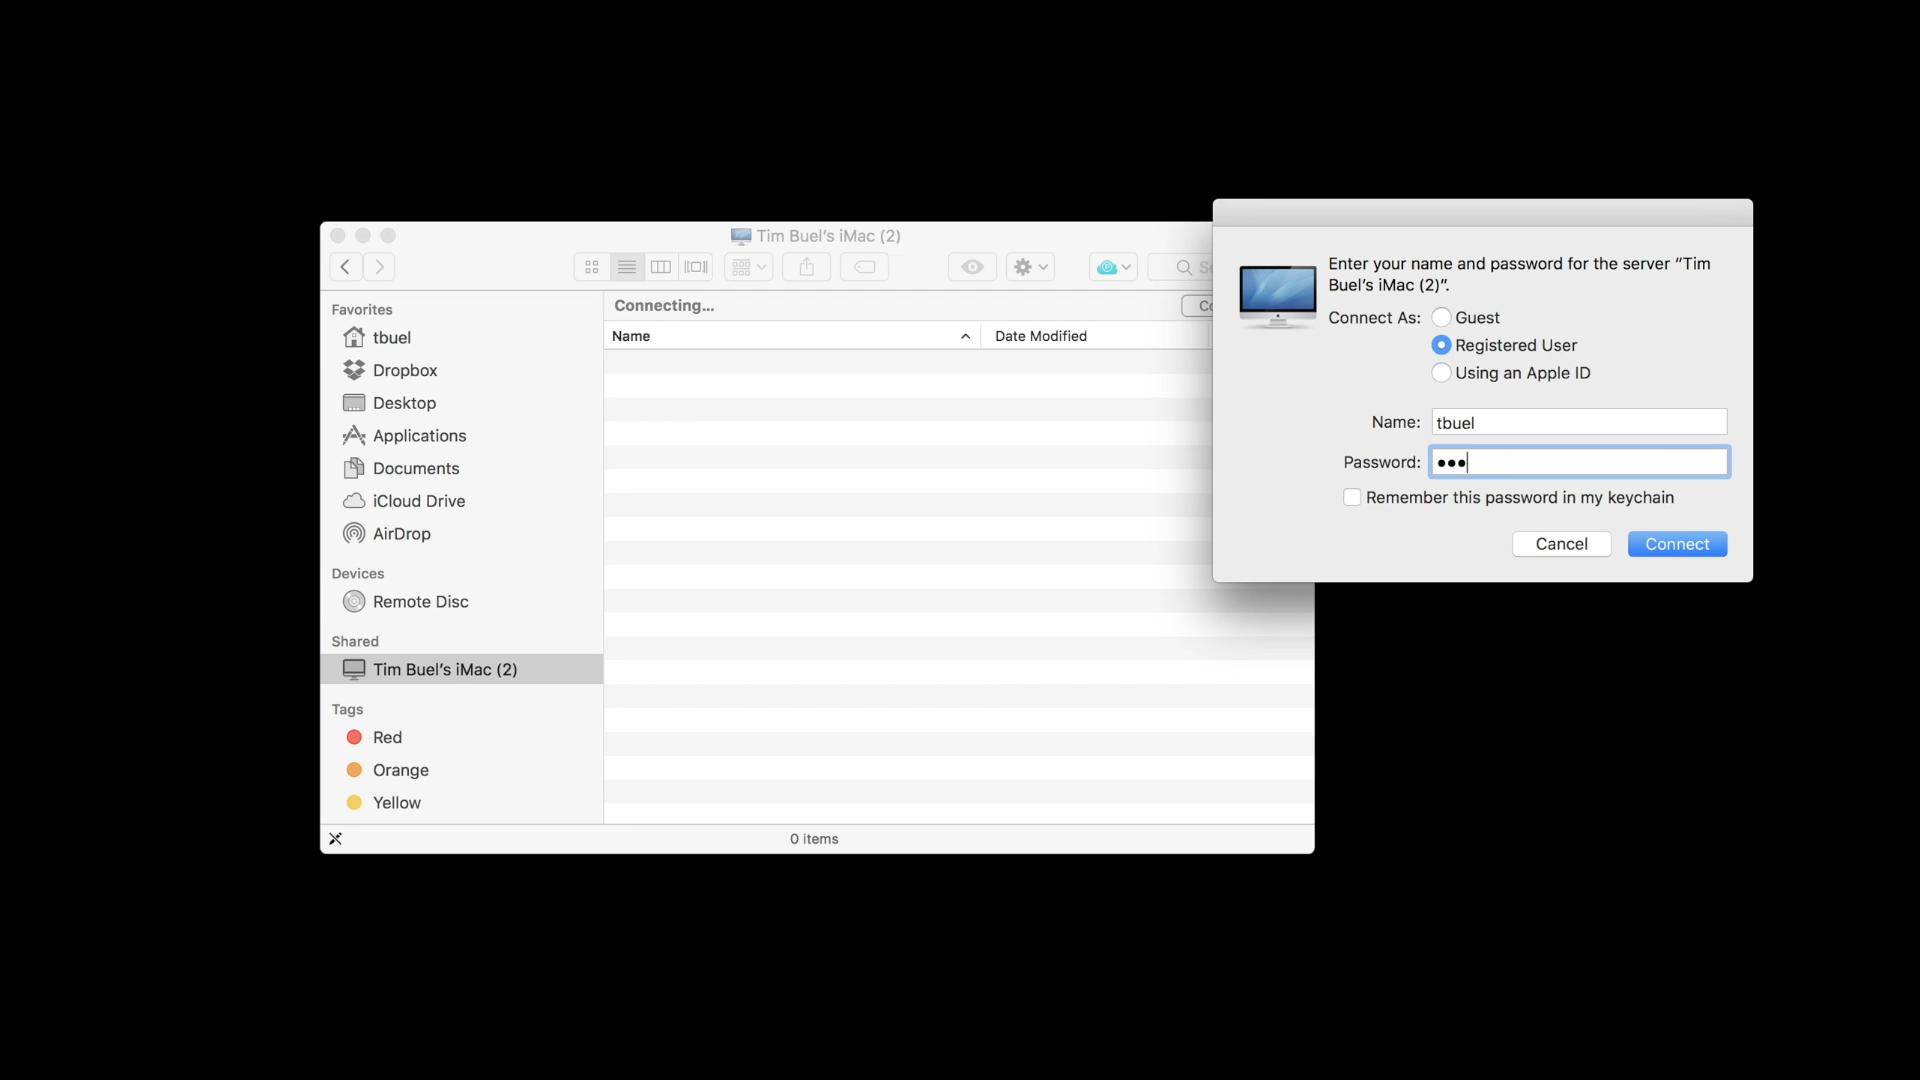 Tim Buel’s iMac (2)
Favorites
tbuel
Dropbox
Desktop
Applications
Documents
iCloud Drive
AirDrop
Devices
Remote Disc
Shared
Tim Buel’s iMac (2)
Tags
Red
Orange
Yellow
Connecting...
Name
Date Modified
0 items
Enter your name and password for the server “Tim
Buel’s iMac (2)”.
Connect As:
Guest
Registered User
Using an Apple ID
Name: tbuel
Password: •••
Remember this password in my keychain
Cancel
Connect